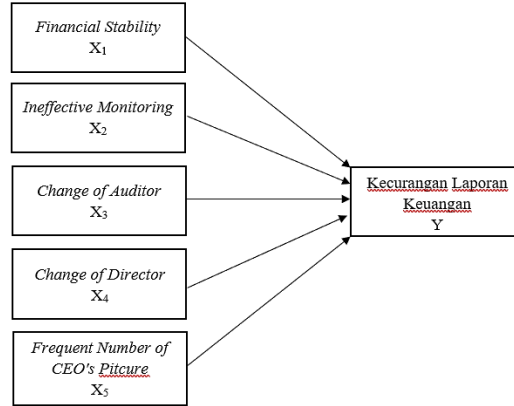 Financial Stability
X1
Ineffective Monitoring
X2
Change of Auditor
X3
Change of Director
X4
Frequent Number of
CEO's Pitcure
X5
Kecurangan Laporan
Keuangan
Y